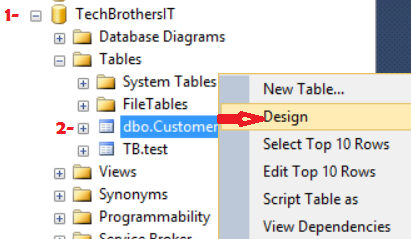 1- TechBrothersIT
Database Diagrams
Tables
System Tables
FileTables
2- dbo.Customer
TB.test
Views
Synonyms
Programmability
Service Broker
New Table...
Design
Select Top 10 Rows
Edit Top 10 Rows
Script Table as
View Dependencies